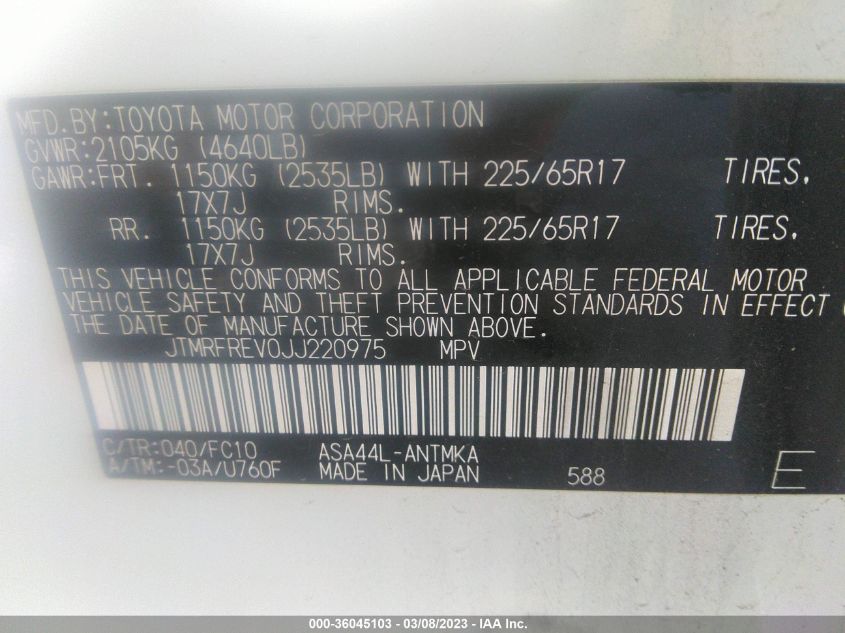 MFD.BY:TOYOTA MOTOR CORPORATION
GVWR:2105KG (4640LB)
GAWR:FRT. 1150KG (2535LB) WITH 225/65R17 TIRES,
17X7J RIMS.
RR. 1150KG (2535LB) WITH 225/65R17 TIRES,
17X7J RIMS.
THIS VEHICLE CONFORMS TO ALL APPLICABLE FEDERAL MOTOR
VEHICLE SAFETY AND THEFT PREVENTION STANDARDS IN EFFECT
THE DATE OF MANUFACTURE SHOWN ABOVE.
JTMRFREV0JJ220975 MPV
C/TR:040/FC10 ASA44L-ANTMKA
A/TM:-03A/U760F MADE IN JAPAN 588 E
000-36045103 - 03/08/2023 - IAA Inc.